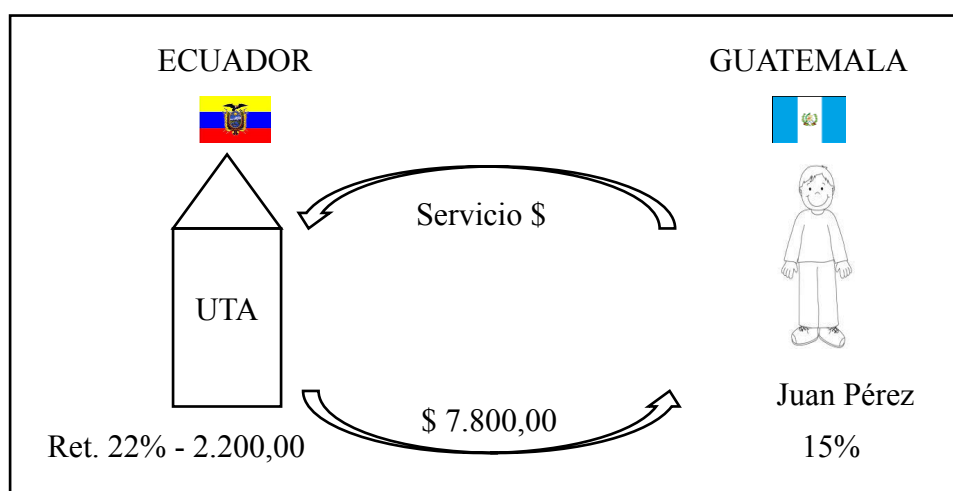 ECUADOR
GUATEMALA
Servicio $
UTA
$ 7.800,00
Juan Pérez
Ret. 22% - 2.200,00
15%